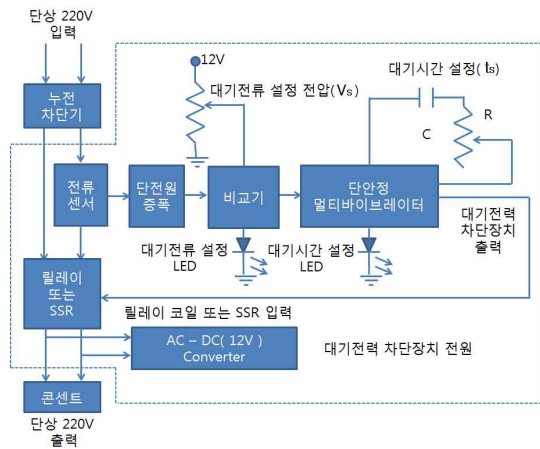 단상 220V
입력
12V
대기시간 설정( ts)
대기전류 설정 전압(Vs)
누전
차단기
R
C
전류
센서
단전원
증폭
비교기
단안정
멀티바이브레이터
대기전력
차단장치
출력
대기전류 설정
LED
대기시간 설정
LED
릴레이
또는
SSR
릴레이 코일 또는 SSR 입력
AC – DC( 12V )
Converter
대기전력 차단장치 전원
콘센트
단상 220V
출력